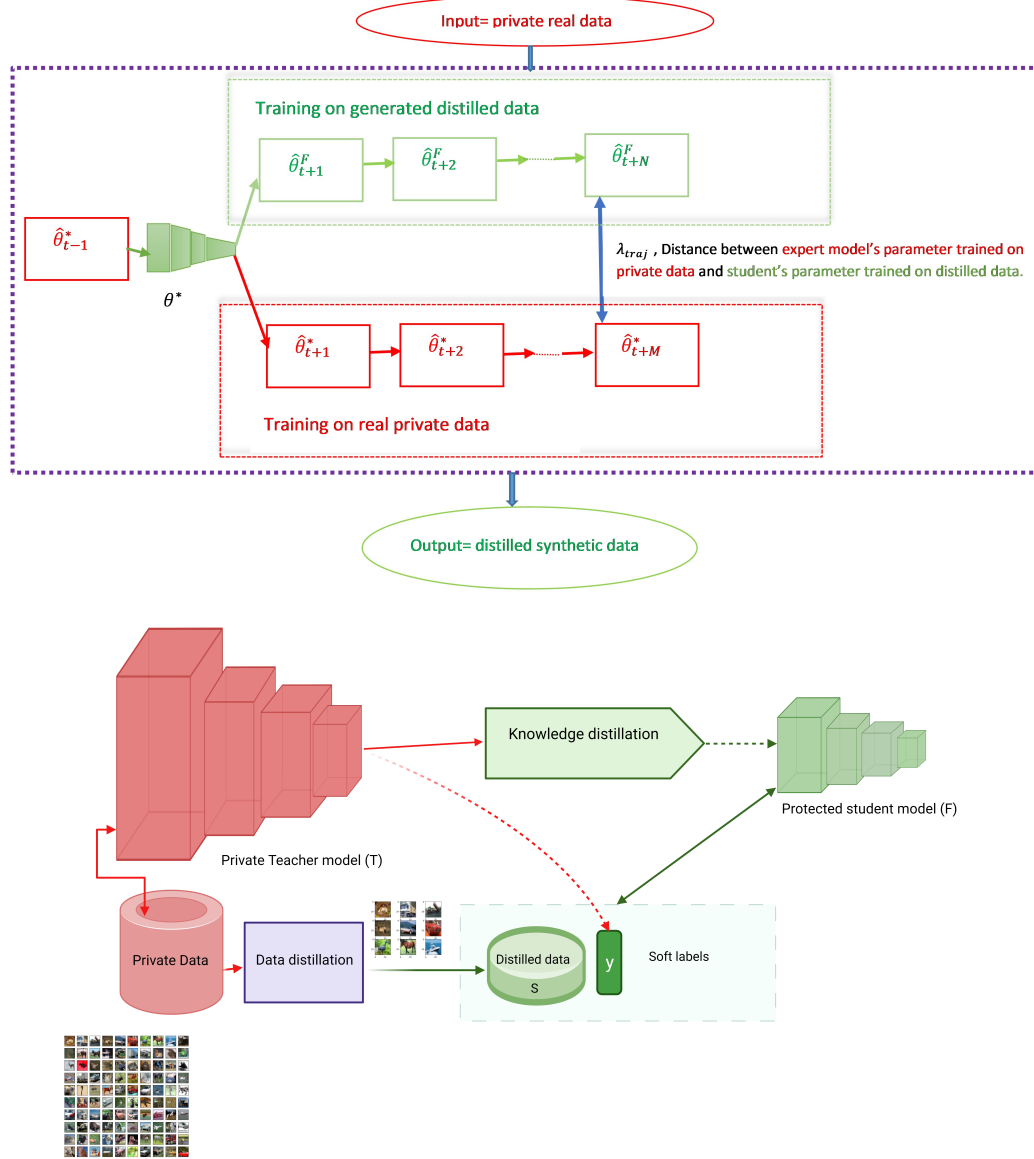 Input= private real data
Training on generated distilled data
θ̂^F_{t+1}
θ̂^F_{t+2}
θ̂^F_{t+N}
θ̂^*_{t−1}
θ^*
λ_{traj} , Distance between expert model's parameter trained on
private data and student's parameter trained on distilled data.
θ̂^*_{t+1}
θ̂^*_{t+2}
θ̂^*_{t+M}
Training on real private data
Output= distilled synthetic data
Knowledge distillation
Protected student model (F)
Private Teacher model (T)
Private Data
Data distillation
Distilled data
S
y
Soft labels